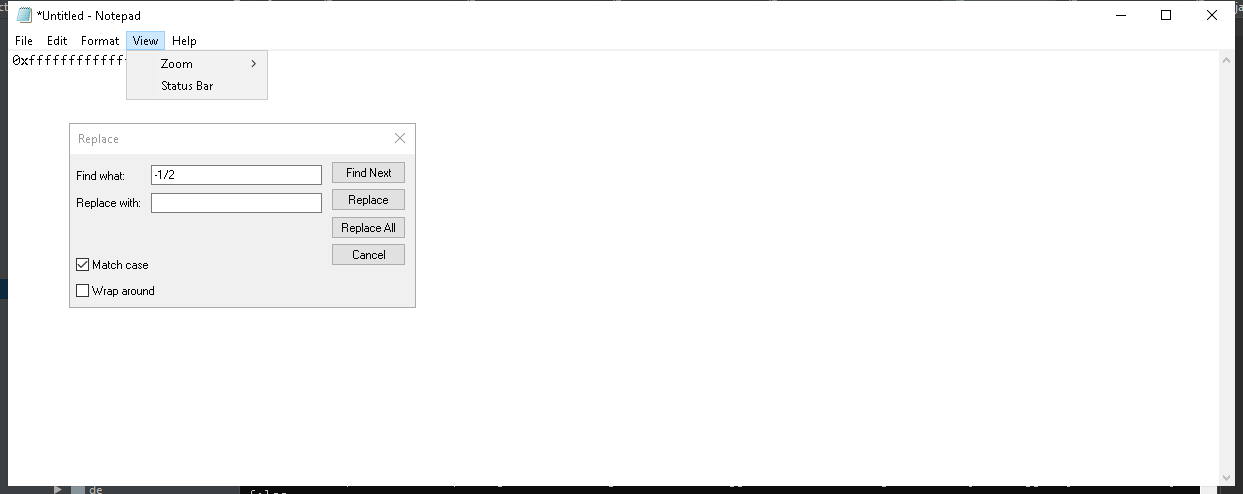 *Untitled - Notepad
File Edit Format View Help
0xffffffffffff
Zoom
Status Bar
Replace
Find what: -1/2 Find Next
Replace with: Replace
Replace All
Cancel
Match case
Wrap around
de